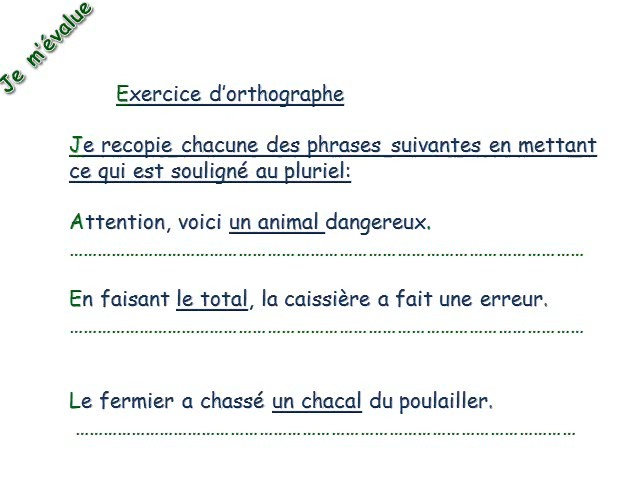 Je m'évalue
Exercice d'orthographe
Je recopie chacune des phrases suivantes en mettant
ce qui est souligné au pluriel:
Attention, voici un animal dangereux.
………………………………………………………………………………………………
En faisant le total, la caissière a fait une erreur.
………………………………………………………………………………………………
Le fermier a chassé un chacal du poulailler.
……………………………………………………………………………………………